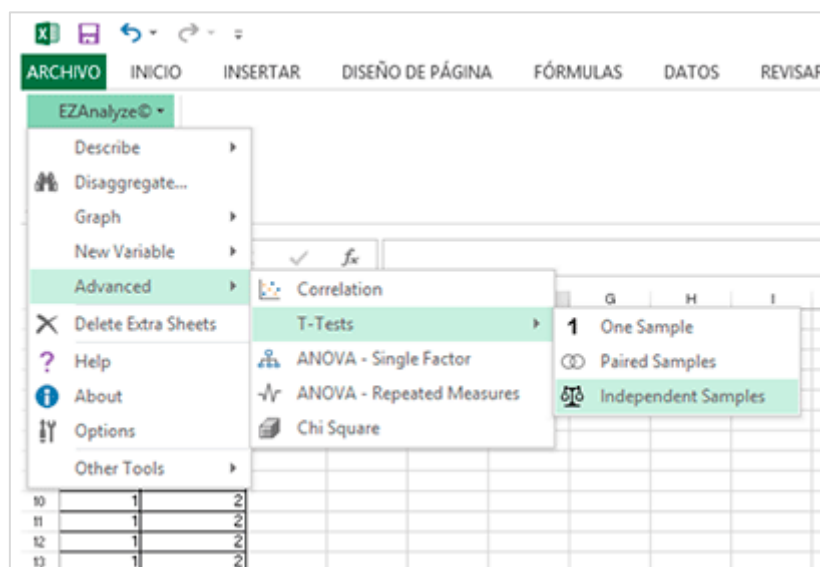 ARCHIVO INICIO INSERTAR DISEÑO DE PÁGINA FÓRMULAS DATOS REVISAR
EZAnalyze©
Describe
Disaggregate...
Graph
New Variable
fx
Advanced
Correlation
G H I
Delete Extra Sheets
T-Tests
1 One Sample
Help
ANOVA - Single Factor
Paired Samples
About
ANOVA - Repeated Measures
Independent Samples
Options
Chi Square
Other Tools
10 1 2
11 1 2
12 1 2
13 1 2